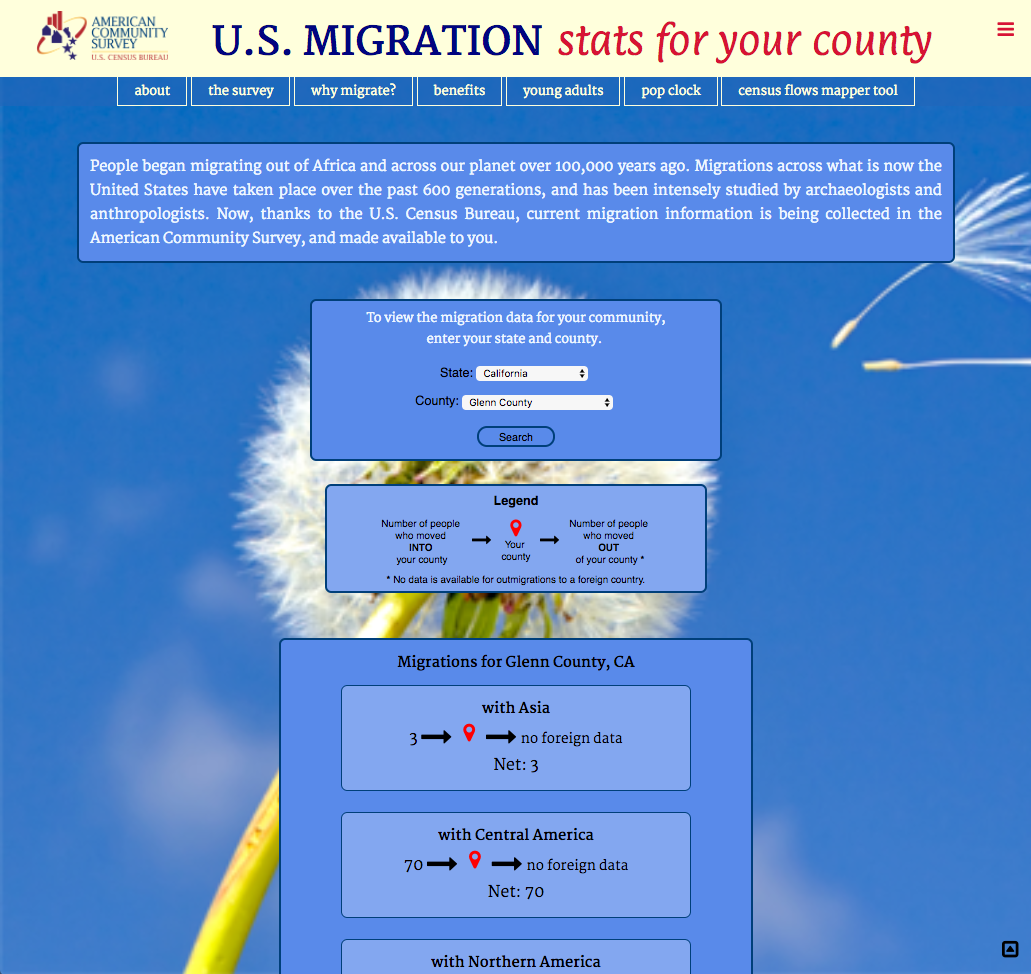 AMERICAN
COMMUNITY
SURVEY
U.S. CENSUS BUREAU
U.S. MIGRATION stats for your county
about the survey why migrate? benefits young adults pop clock census flows mapper tool
People began migrating out of Africa and across our planet over 100,000 years ago. Migrations across what is now the
United States have taken place over the past 600 generations, and has been intensely studied by archaeologists and
anthropologists. Now, thanks to the U.S. Census Bureau, current migration information is being collected in the
American Community Survey, and made available to you.
To view the migration data for your community,
enter your state and county.
State: California
County: Glenn County
Search
Legend
Number of people
who moved
INTO
your county
Your
county
Number of people
who moved
OUT
of your county *
* No data is available for outmigrations to a foreign country.
Migrations for Glenn County, CA
with Asia
3 no foreign data
Net: 3
with Central America
70 no foreign data
Net: 70
with Northern America